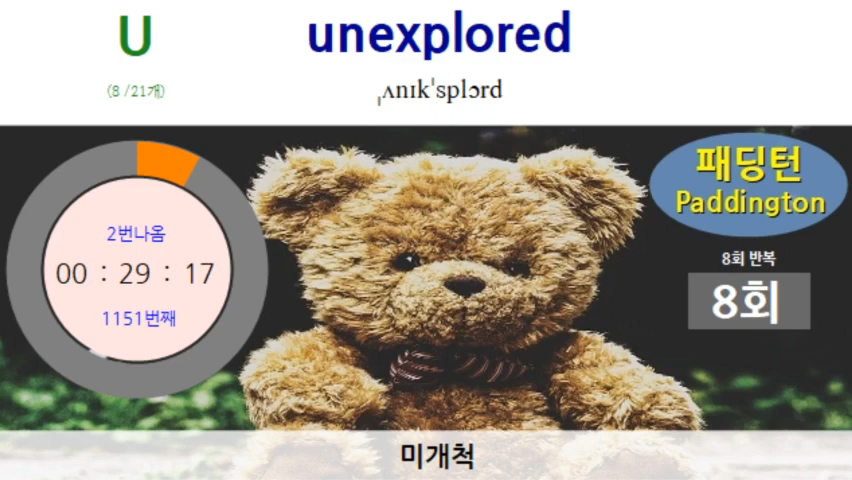 U
(8 /21개)
unexplored
ˌʌnɪkˈsplɔrd
2번나옴
00 : 29 : 17
1151번째
패딩턴
Paddington
8회 반복
8회
미개척